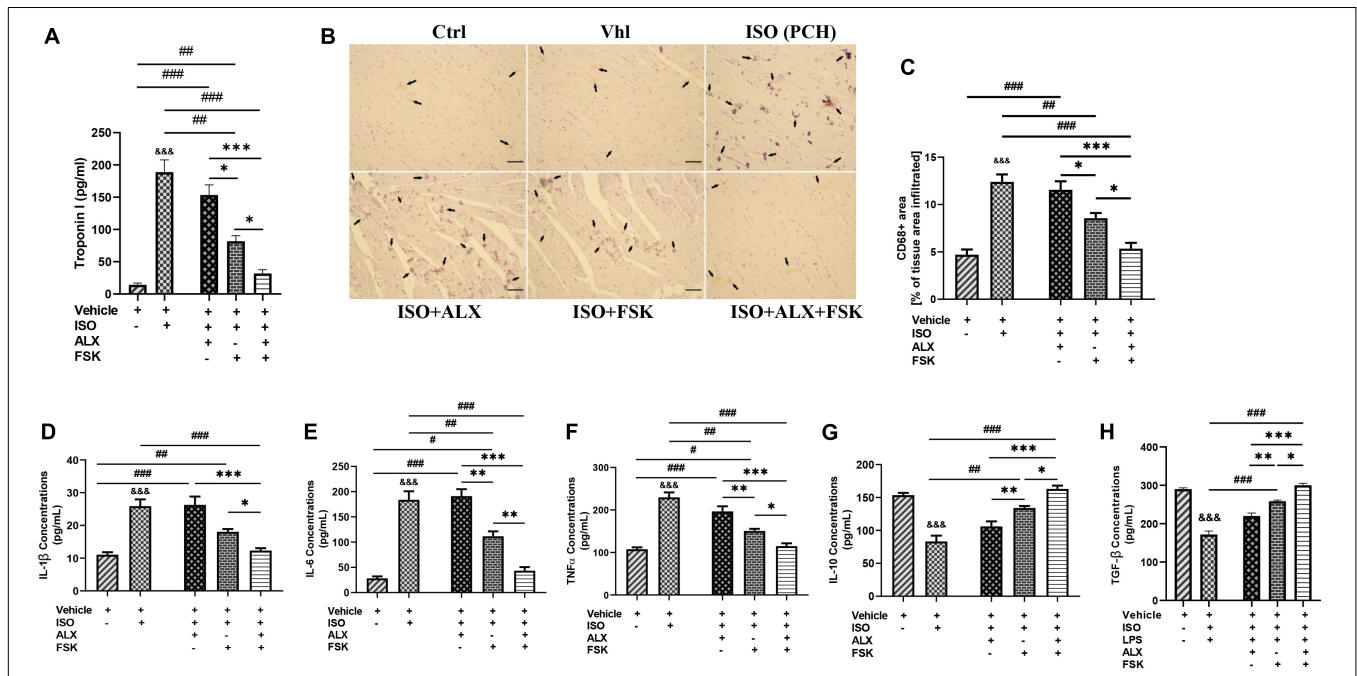 A
##
###
###
##
&&&
***
*
*
Troponin I (pg/ml)
250
200
150
100
50
0
Vehicle + + + + +
ISO - + + + +
ALX + - +
FSK - + +
B
Ctrl Vhl ISO (PCH)
ISO+ALX ISO+FSK ISO+ALX+FSK
C
###
##
###
***
&&&
*
*
CD68+ area
[% of tissue area infiltrated]
15
10
5
0
Vehicle + + + + +
ISO - + + + +
ALX + - +
FSK - + +
D
###
##
###
***
&&&
*
IL-1β Concentrations
(pg/mL)
40
30
20
10
0
Vehicle + + + + +
ISO - + + + +
ALX + - +
FSK - + +
E
###
##
#
###
***
**
&&&
**
IL-6 Concentrations
(pg/mL)
250
200
150
100
50
0
Vehicle + + + + +
ISO - + + + +
ALX + - +
FSK - + +
F
###
##
#
###
***
&&&
**
*
TNFα Concentrations
(pg/mL)
300
200
100
0
Vehicle + + + + +
ISO - + + + +
ALX + - +
FSK - + +
G
###
***
##
*
**
&&&
IL-10 Concentrations
(pg/mL)
200
150
100
50
0
Vehicle + + + + +
ISO - + + + +
ALX + - +
FSK - + +
H
###
***
** *
###
&&&
TGF-β Concentrations
(pg/mL)
400
300
200
100
0
Vehicle + + + + +
ISO - + + + +
LPS - + + + +
ALX + - +
FSK - + +